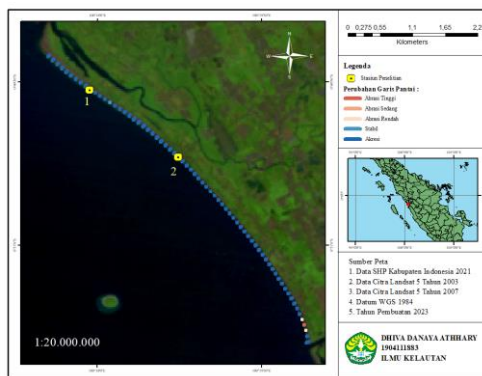 1
2
1:20.000.000
0 0,275 0,55 1,1 1,65 2,2
Kilometers
Legenda
Stasiun Penelitian
Perubahan Garis Pantai :
Abrasi Tinggi
Abrasi Sedang
Abrasi Rendah
Stabil
Akresi
Sumber Peta
1. Data SHP Kabupaten Indonesia 2021
2. Data Citra Landsat 5 Tahun 2003
3. Data Citra Landsat 5 Tahun 2007
4. Datum WGS 1984
5. Tahun Pembuatan 2023
DHIVA DANAYA ATHHARY
1904111883
ILMU KELAUTAN